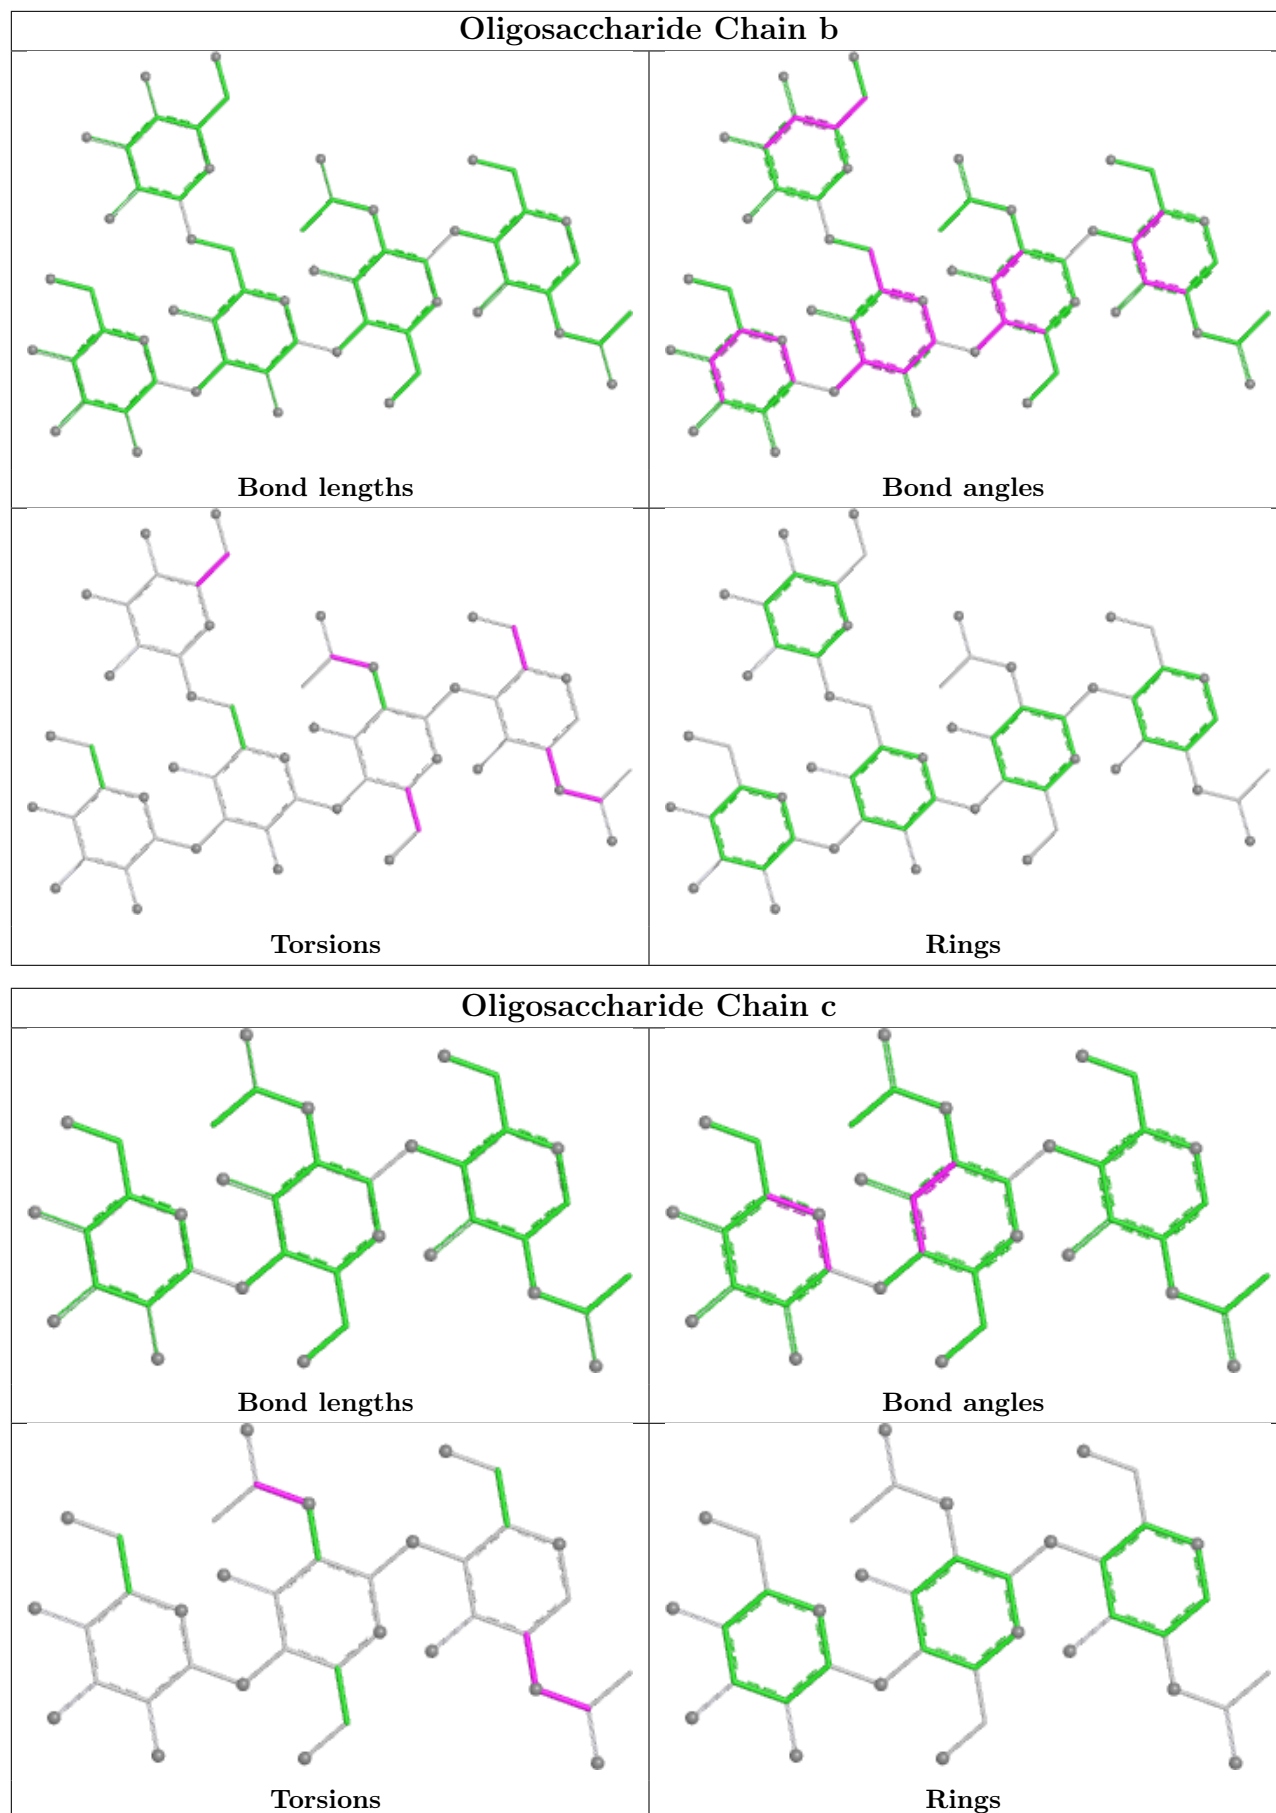 Oligosaccharide Chain b
Bond lengths
Bond angles
Torsions
Rings
Oligosaccharide Chain c
Bond lengths
Bond angles
Torsions
Rings